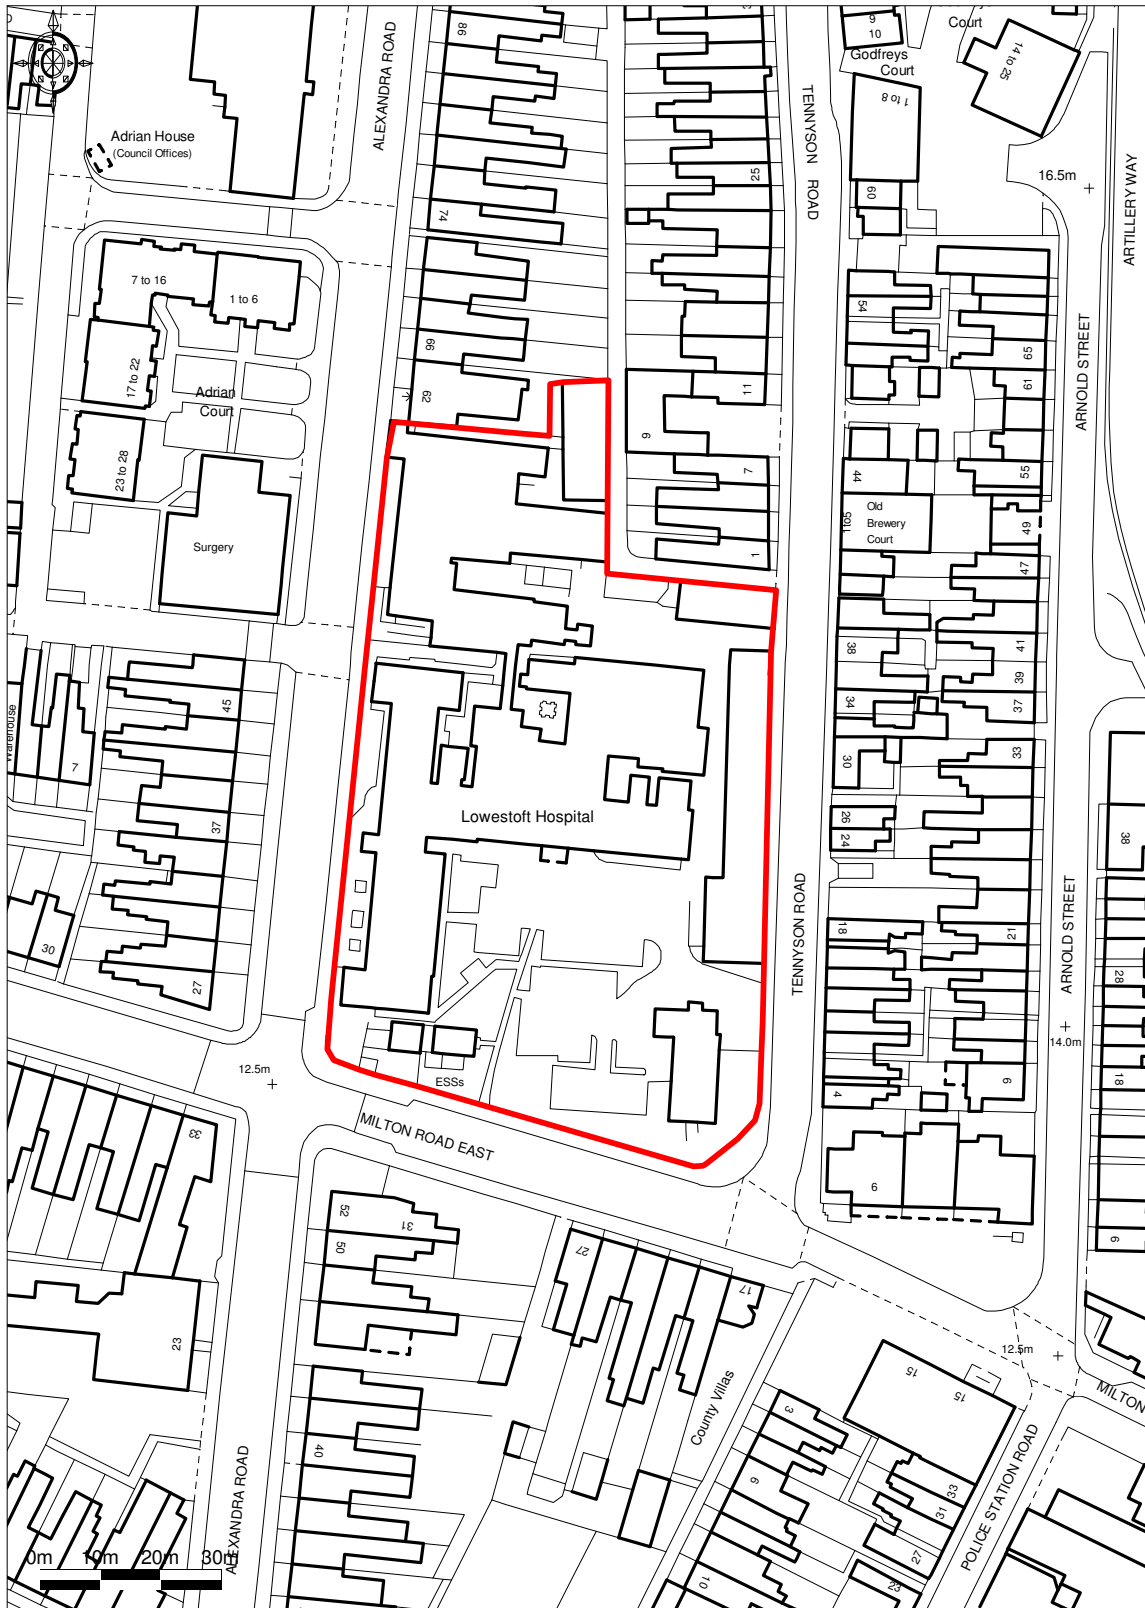 86
ALEXANDRA ROAD
9
10
Court
Godfreys
Court
14 to 25
1 to 8
TENNYSON ROAD
Adrian House
(Council Offices)
25
16.5m
60
ARTILLERY WAY
74
7 to 16
1 to 6
54
ARNOLD STREET
66
65
17 to 22
62
11
61
Adrian
Court
9
7
23 to 28
44
55
Old
Brewery
Court
1 to 5
49
Surgery
1
47
38
41
39
45
34
37
Warehouse
7
33
30
37
Lowestoft Hospital
26
24
38
TENNYSON ROAD
ARNOLD STREET
18
21
30
27
28
14.0m
12.5m
ESSs
4
9
18
MILTON ROAD EAST
33
6
52
31
50
27
17
6
23
12.5m
15
15
MILTON
County Villas
3
40
9
ALEXANDRA ROAD
33
31
POLICE STATION ROAD
27
23
10
0m
10m
20m
30m